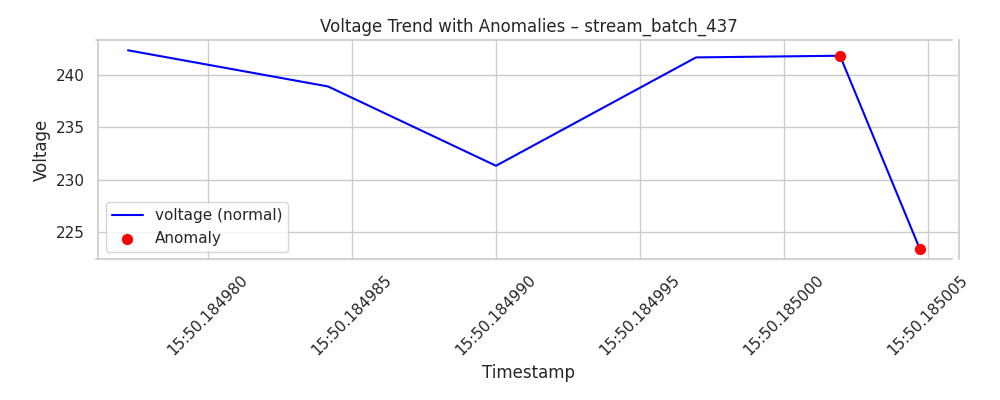 Voltage Trend with Anomalies – stream_batch_437
Voltage
240
235
230
225
voltage (normal)
Anomaly
15:50.184980
15:50.184985
15:50.184990
15:50.184995
15:50.185000
15:50.185005
Timestamp